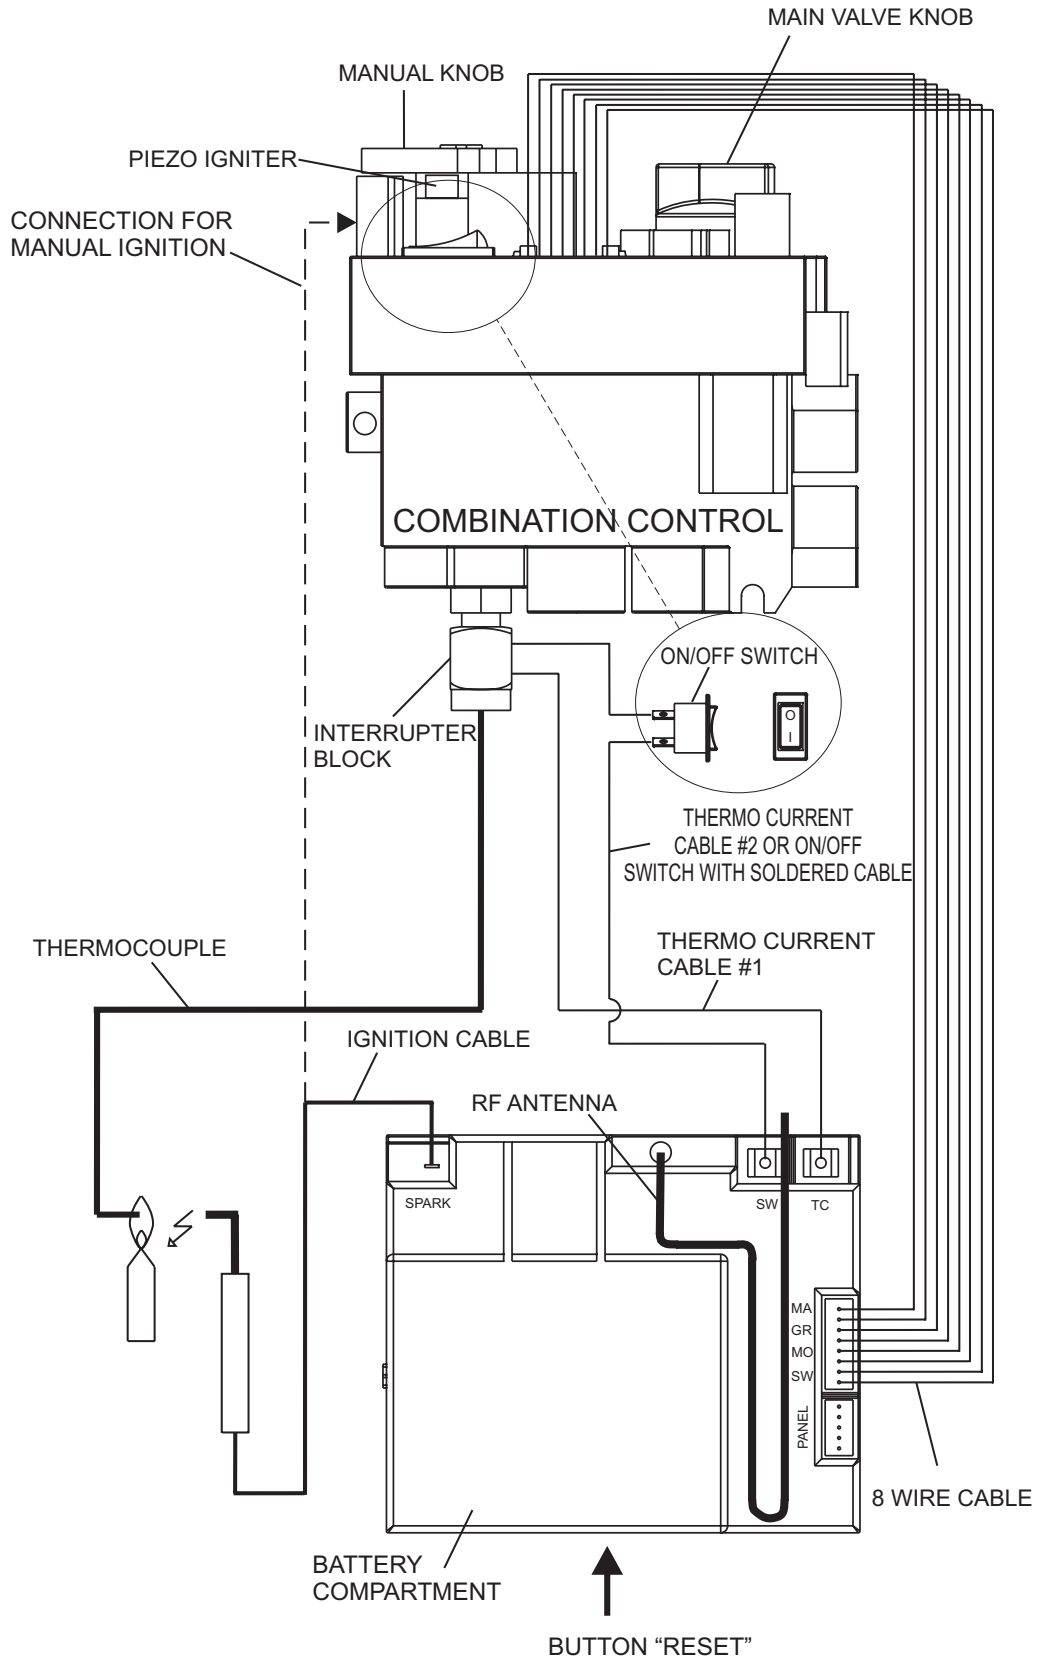 MAIN VALVE KNOB
MANUAL KNOB
PIEZO IGNITER
CONNECTION FOR
MANUAL IGNITION
COMBINATION CONTROL
ON/OFF SWITCH
O
I
INTERRUPTER
BLOCK
THERMO CURRENT
CABLE #2 OR ON/OFF
SWITCH WITH SOLDERED CABLE
THERMOCOUPLE
THERMO CURRENT
CABLE #1
IGNITION CABLE
RF ANTENNA
SPARK
SW
TC
MA
GR
MO
SW
PANEL
8 WIRE CABLE
BATTERY
COMPARTMENT
BUTTON “RESET”